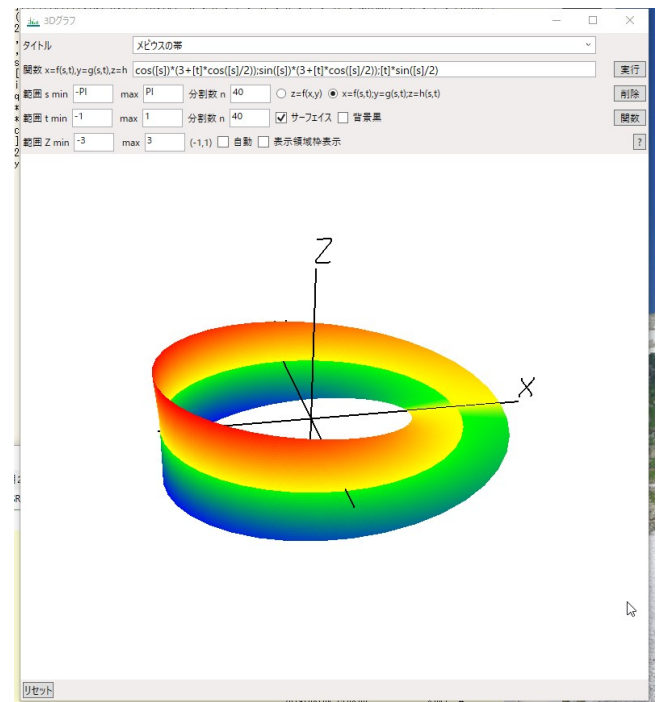 3Dグラフ
タイトル メビウスの帯
関数 x=f(s,t),y=g(s,t),z=h cos([s])*(3+[t]*cos([s]/2));sin([s])*(3+[t]*cos([s]/2));[t]*sin([s]/2) 実行
範囲 s min -PI max PI 分割数 n 40 z=f(x,y) x=f(s,t);y=g(s,t);z=h(s,t) 削除
範囲 t min -1 max 1 分割数 n 40 サーフェイス 背景黒 関数
範囲 Z min -3 max 3 (-1,1) 自動 表示領域枠表示 ?
Z
X
リセット